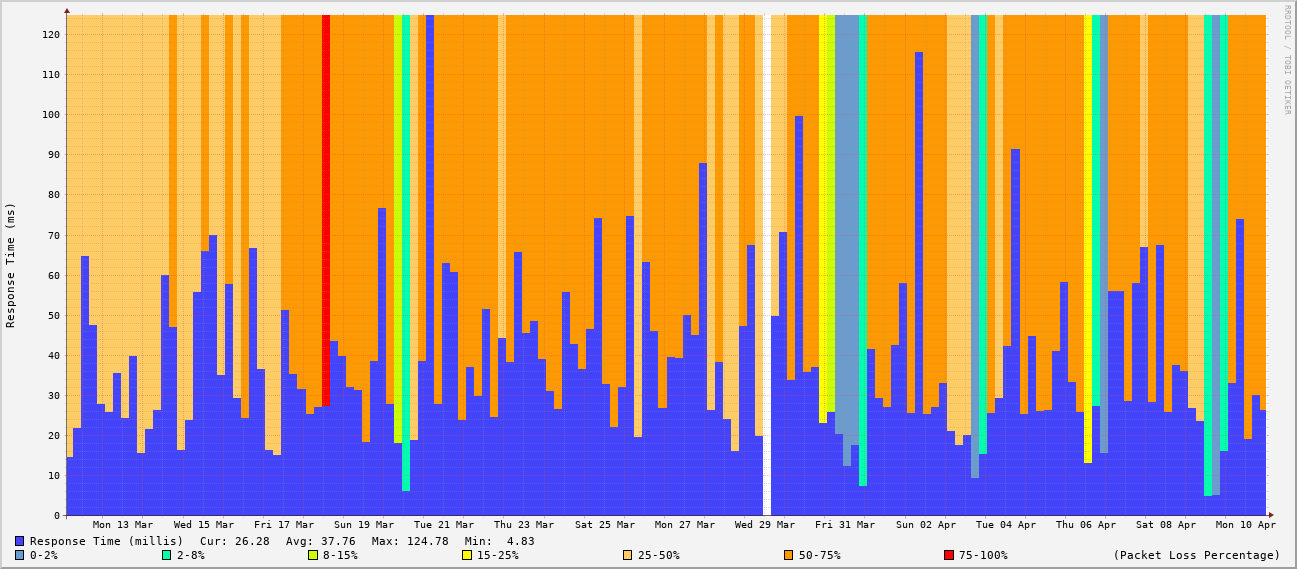 RRDTOOL / TOBI OETIKER
Response Time (ms)
120
110
100
90
80
70
60
50
40
30
20
10
0
Mon 13 Mar Wed 15 Mar Fri 17 Mar Sun 19 Mar Tue 21 Mar Thu 23 Mar Sat 25 Mar Mon 27 Mar Wed 29 Mar Fri 31 Mar Sun 02 Apr Tue 04 Apr Thu 06 Apr Sat 08 Apr Mon 10 Apr
Response Time (millis) Cur: 26.28 Avg: 37.76 Max: 124.78 Min: 4.83
0-2% 2-8% 8-15% 15-25% 25-50% 50-75% 75-100% (Packet Loss Percentage)